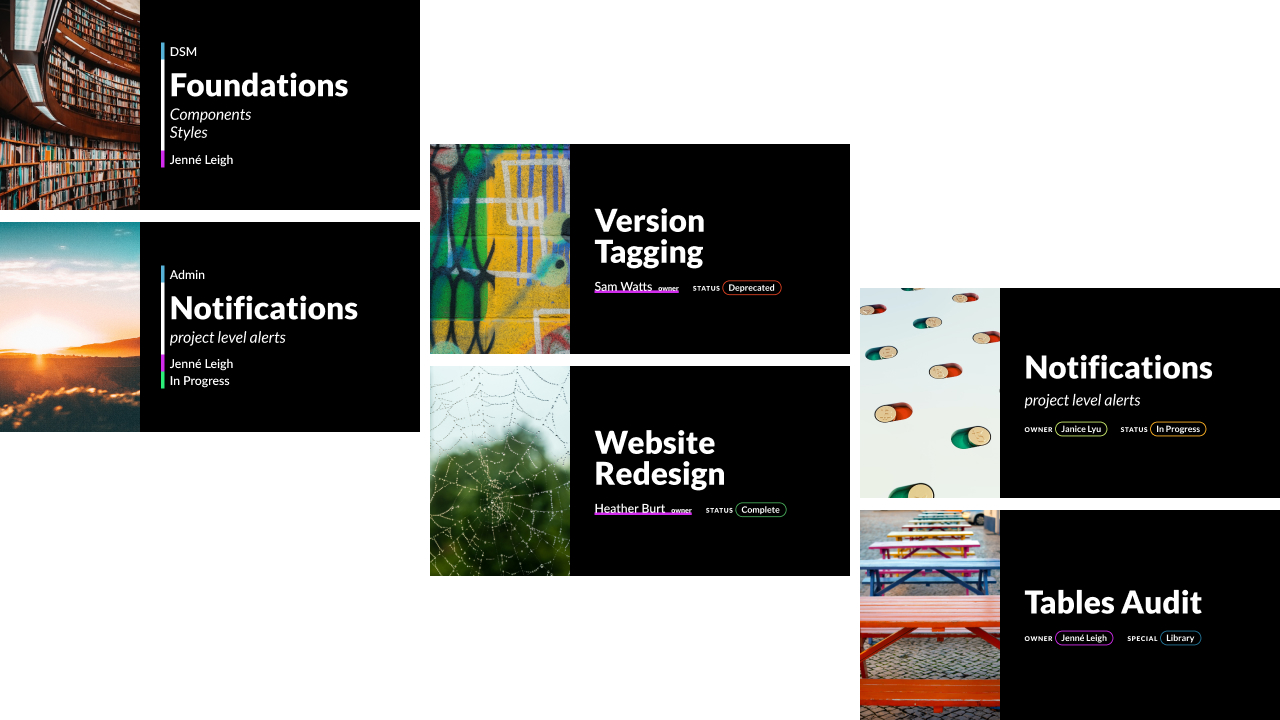 DSM
Foundations
Components
Styles
Jenné Leigh
Admin
Notifications
project level alerts
Jenné Leigh
In Progress
Version
Tagging
Sam Watts owner STATUS Deprecated
Website
Redesign
Heather Burt owner STATUS Complete
Notifications
project level alerts
OWNER Janice Lyu STATUS In Progress
Tables Audit
OWNER Jenné Leigh SPECIAL Library